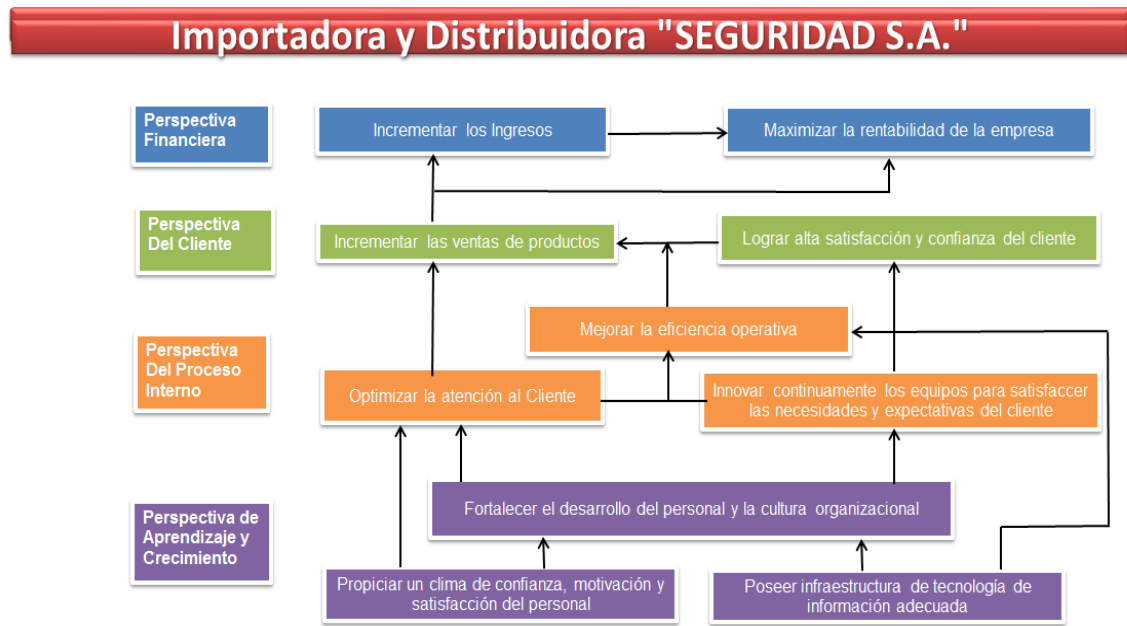 Importadora y Distribuidora "SEGURIDAD S.A."
Perspectiva
Financiera
Incrementar los Ingresos
Maximizar la rentabilidad de la empresa
Perspectiva
Del Cliente
Incrementar las ventas de productos
Lograr alta satisfacción y confianza del cliente
Perspectiva
Del Proceso
Interno
Mejorar la eficiencia operativa
Optimizar la atención al Cliente
Innovar continuamente los equipos para satisfaccer
las necesidades y expectativas del cliente
Perspectiva de
Aprendizaje y
Crecimiento
Fortalecer el desarrollo del personal y la cultura organizacional
Propiciar un clima de confianza, motivación y
satisfacción del personal
Poseer infraestructura de tecnología de
información adecuada